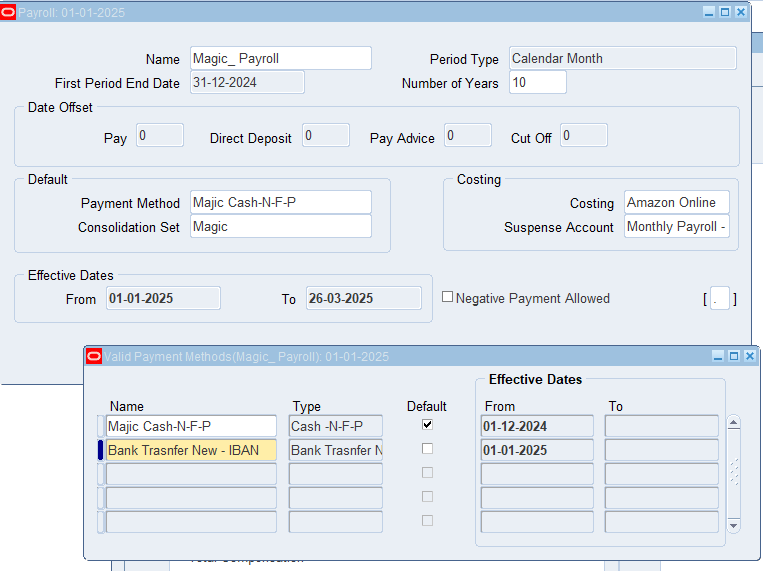 Payroll: 01-01-2025
Name Magic_ Payroll Period Type Calendar Month
First Period End Date 31-12-2024 Number of Years 10
Date Offset
Pay 0 Direct Deposit 0 Pay Advice 0 Cut Off 0
Default Costing
Payment Method Majic Cash-N-F-P Costing Amazon Online
Consolidation Set Magic Suspense Account Monthly Payroll -
Effective Dates
From 01-01-2025 To 26-03-2025 Negative Payment Allowed [ . ]
Valid Payment Methods(Magic_ Payroll): 01-01-2025
Effective Dates
Name Type Default From To
Majic Cash-N-F-P Cash -N-F-P 01-12-2024
Bank Trasnfer New - IBAN Bank Trasnfer N 01-01-2025
Total Compensation